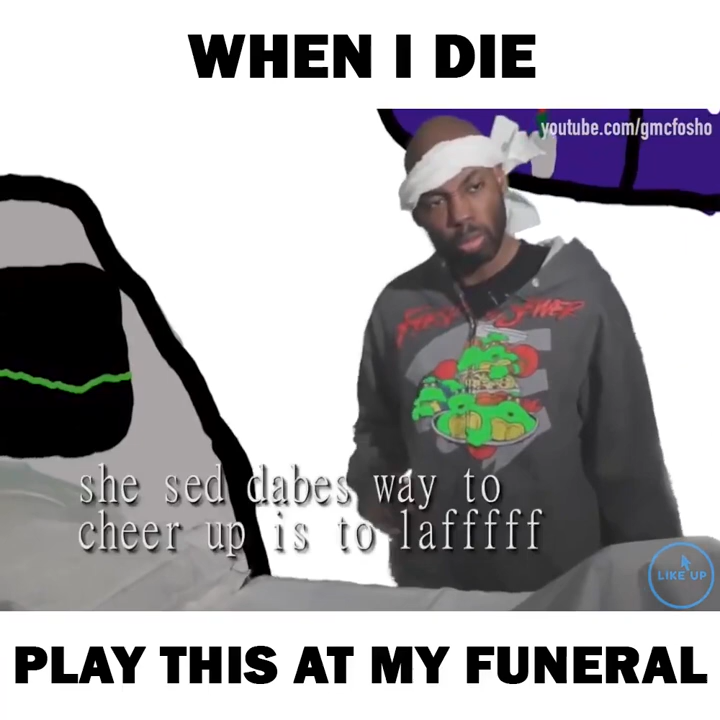 WHEN I DIE
youtube.com/gmcfosho
she sed dabes way to
cheer up is to lafffff
LIKE UP
PLAY THIS AT MY FUNERAL